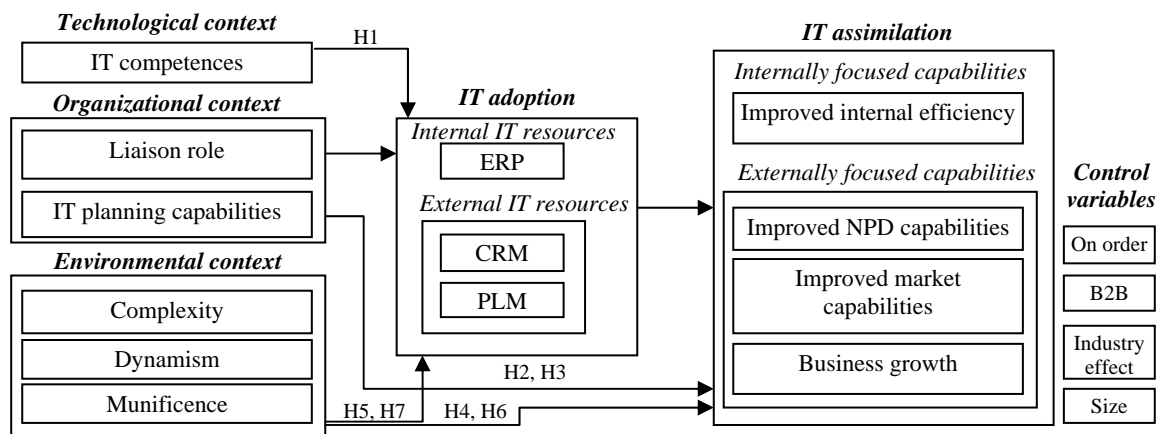 Technological context
IT competences
H1
Organizational context
Liaison role
IT planning capabilities
Environmental context
Complexity
Dynamism
Munificence
IT adoption
Internal IT resources
ERP
External IT resources
CRM
PLM
H2, H3
H5, H7
H4, H6
IT assimilation
Internally focused capabilities
Improved internal efficiency
Externally focused capabilities
Improved NPD capabilities
Improved market
capabilities
Business growth
Control
variables
On order
B2B
Industry
effect
Size